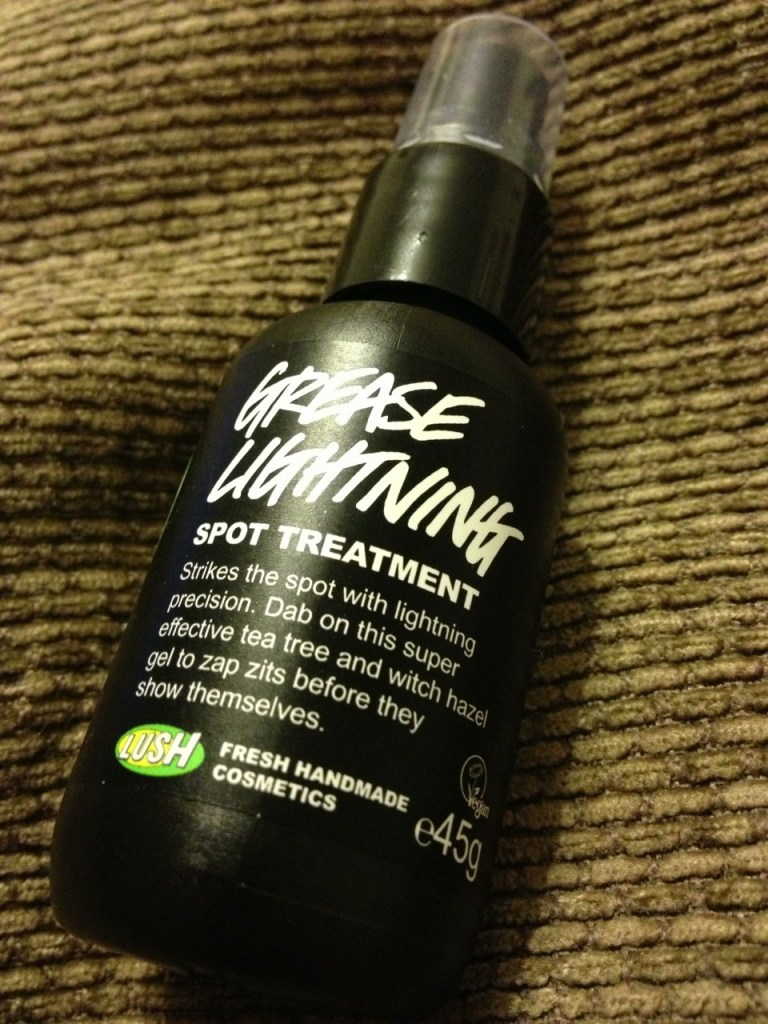 GREASE
LIGHTNING
SPOT TREATMENT
Strikes the spot with lightning
precision. Dab on this super
effective tea tree and witch hazel
gel to zap zits before they
show themselves.
LUSH
FRESH HANDMADE
COSMETICS
Vegan
e45g